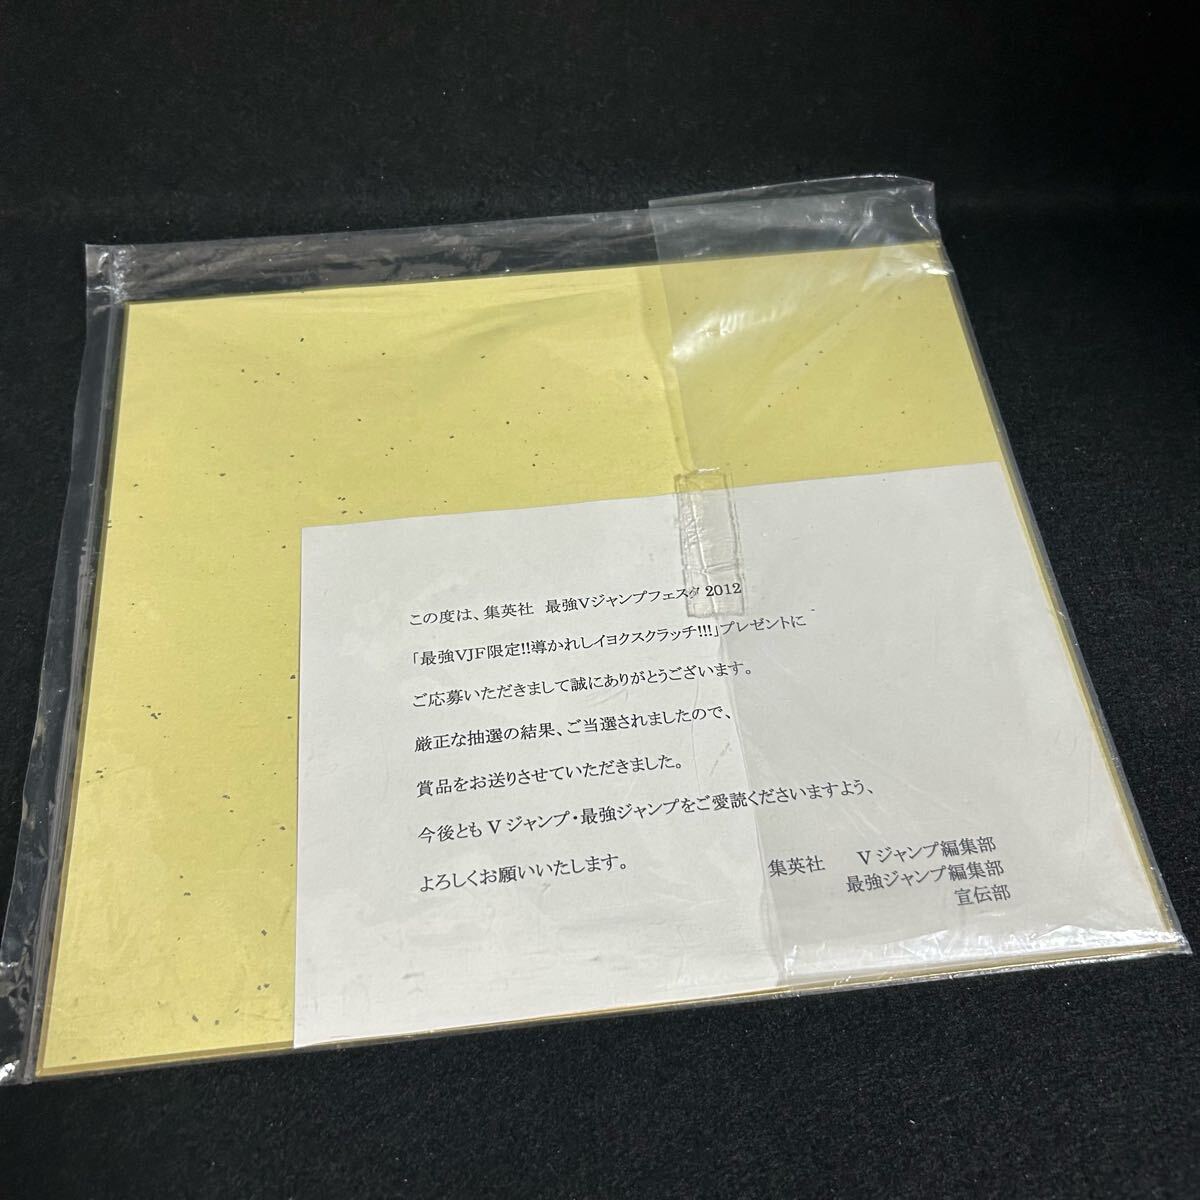 この度は、集英社 最強Vジャンプフェスタ 2012
「最強VJF限定!!導かれしイヨクスクラッチ!!!」プレゼントに
ご応募いただきまして誠にありがとうございます。
厳正な抽選の結果、ご当選されましたので、
賞品をお送りさせていただきました。
今後とも V ジャンプ・最強ジャンプをご愛読くださいますよう、
よろしくお願いいたします。
集英社 V ジャンプ編集部
最強ジャンプ編集部
宣伝部